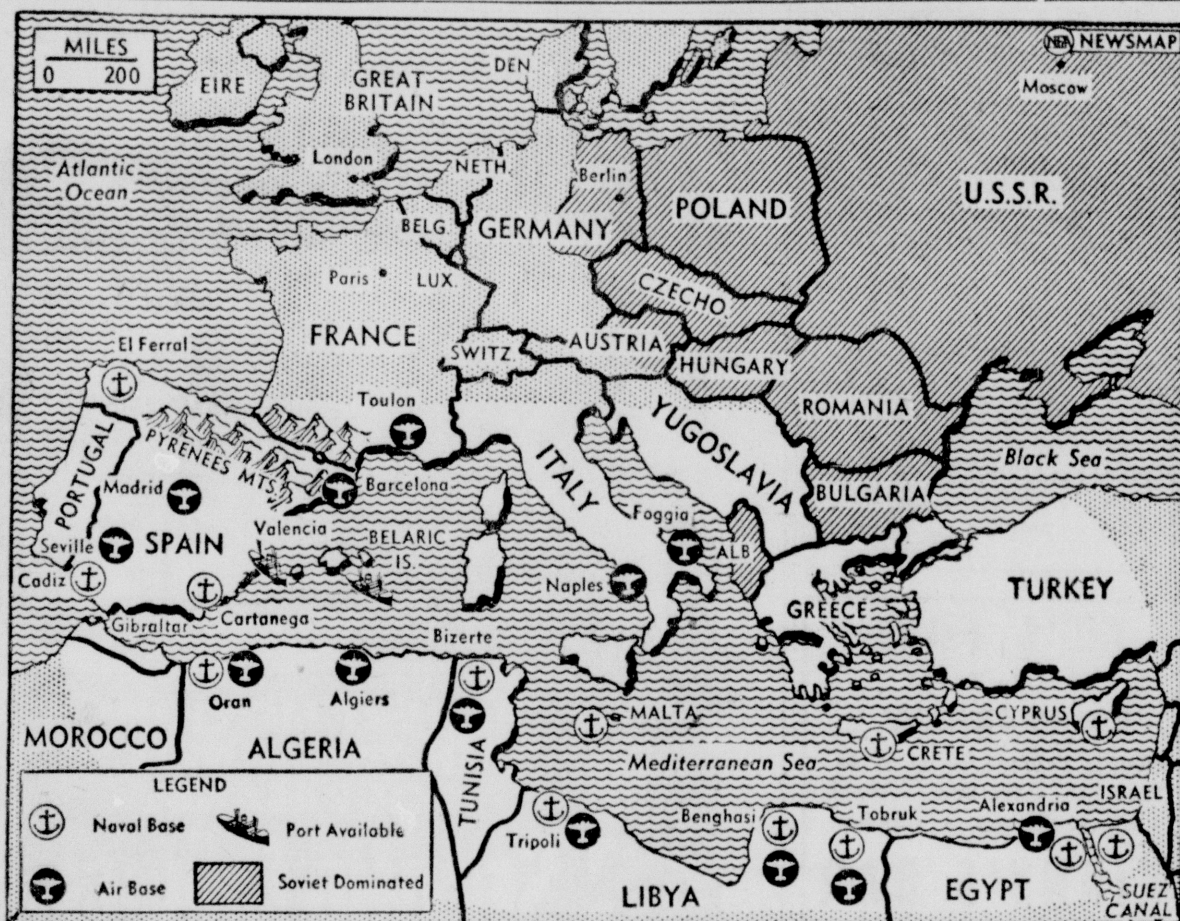 MILES
0 200
NEA NEWSMAP
Moscow
EIRE
GREAT
BRITAIN
DEN
London
NETH.
Berlin
Atlantic
Ocean
U.S.S.R.
POLAND
BELG.
GERMANY
Paris
LUX.
CZECHO.
FRANCE
SWITZ.
AUSTRIA
HUNGARY
El Ferral
ROMANIA
Toulon
YUGOSLAVIA
PYRENEES MTS.
PORTUGAL
ITALY
Black Sea
Madrid
Barcelona
BULGARIA
Valencia
Foggia
Seville
SPAIN
BELARIC
IS.
ALB.
Cadiz
Naples
TURKEY
GREECE
Gibraltar
Cartanega
Bizerte
Oran
Algiers
MALTA
CYPRUS
MOROCCO
ALGERIA
TUNISIA
CRETE
Mediterranean Sea
ISRAEL
Tripoli
Benghasi
Tobruk
Alexandria
LIBYA
EGYPT
SUEZ
CANAL
LEGEND
Naval Base
Port Available
Air Base
Soviet Dominated